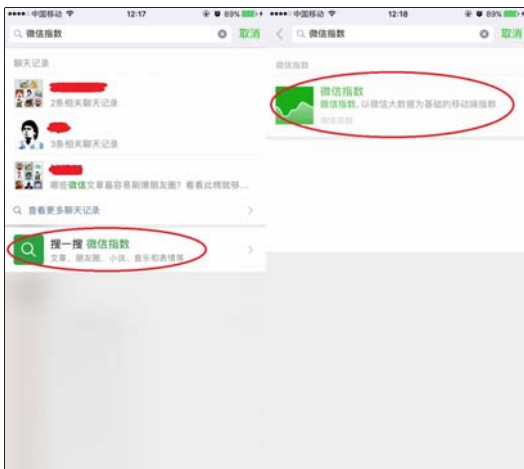 中国移动 12:17 89%
微信指数 取消
聊天记录
2条相关聊天记录
3条相关聊天记录
哪些微信文章最容易刷爆朋友圈？看看此榜就够...
查看更多聊天记录
搜一搜 微信指数
文章、朋友圈、小说、音乐和表情等
中国移动 12:18 89%
微信指数 取消
微信指数
微信指数
微信指数, 以微信大数据为基础的移动端指数
微信指数